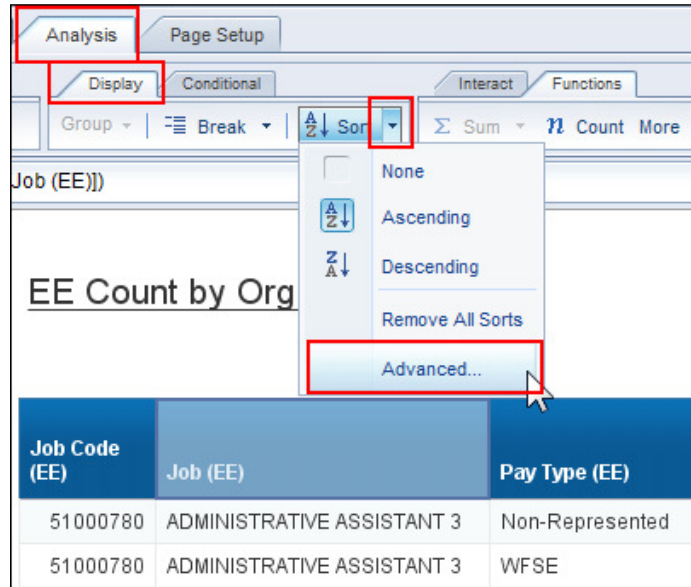 Analysis Page Setup
Display Conditional Interact Functions
Group Break Sort Σ Sum n Count More
Job (EE)])
None
Ascending
Descending
Remove All Sorts
Advanced...
EE Count by Org
Job Code (EE) Job (EE) Pay Type (EE)
51000780 ADMINISTRATIVE ASSISTANT 3 Non-Represented
51000780 ADMINISTRATIVE ASSISTANT 3 WFSE